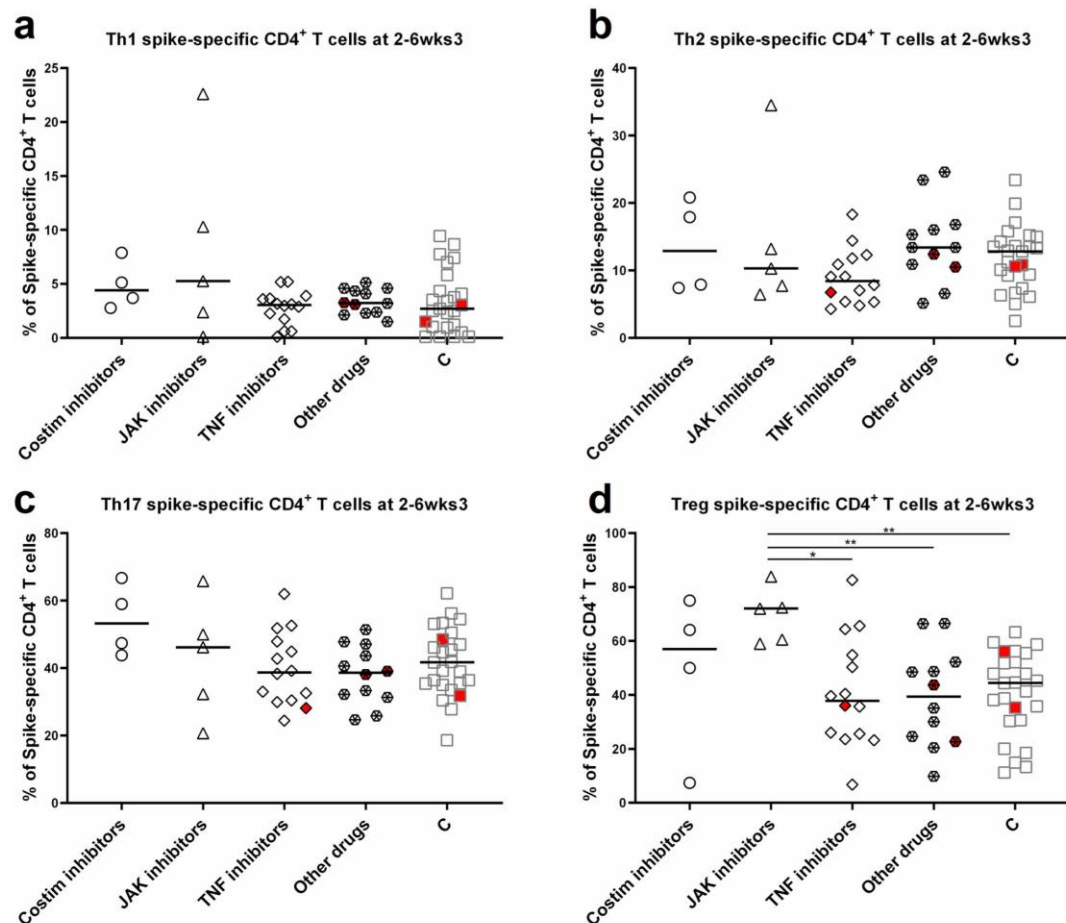 a
Th1 spike-specific CD4⁺ T cells at 2-6wks3
% of Spike-specific CD4⁺ T cells
25
20
15
10
5
0
Costim inhibitors
JAK inhibitors
TNF inhibitors
Other drugs
C
b
Th2 spike-specific CD4⁺ T cells at 2-6wks3
% of Spike-specific CD4⁺ T cells
40
30
20
10
0
Costim inhibitors
JAK inhibitors
TNF inhibitors
Other drugs
C
c
Th17 spike-specific CD4⁺ T cells at 2-6wks3
% of Spike-specific CD4⁺ T cells
80
60
40
20
0
Costim inhibitors
JAK inhibitors
TNF inhibitors
Other drugs
C
d
Treg spike-specific CD4⁺ T cells at 2-6wks3
% of Spike-specific CD4⁺ T cells
100
80
60
40
20
0
**
**
*
Costim inhibitors
JAK inhibitors
TNF inhibitors
Other drugs
C